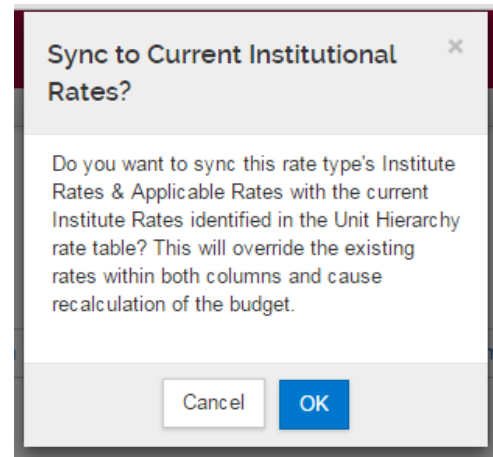 Sync to Current Institutional
Rates?
×
Do you want to sync this rate type's Institute
Rates & Applicable Rates with the current
Institute Rates identified in the Unit Hierarchy
rate table? This will override the existing
rates within both columns and cause
recalculation of the budget.
Cancel
OK